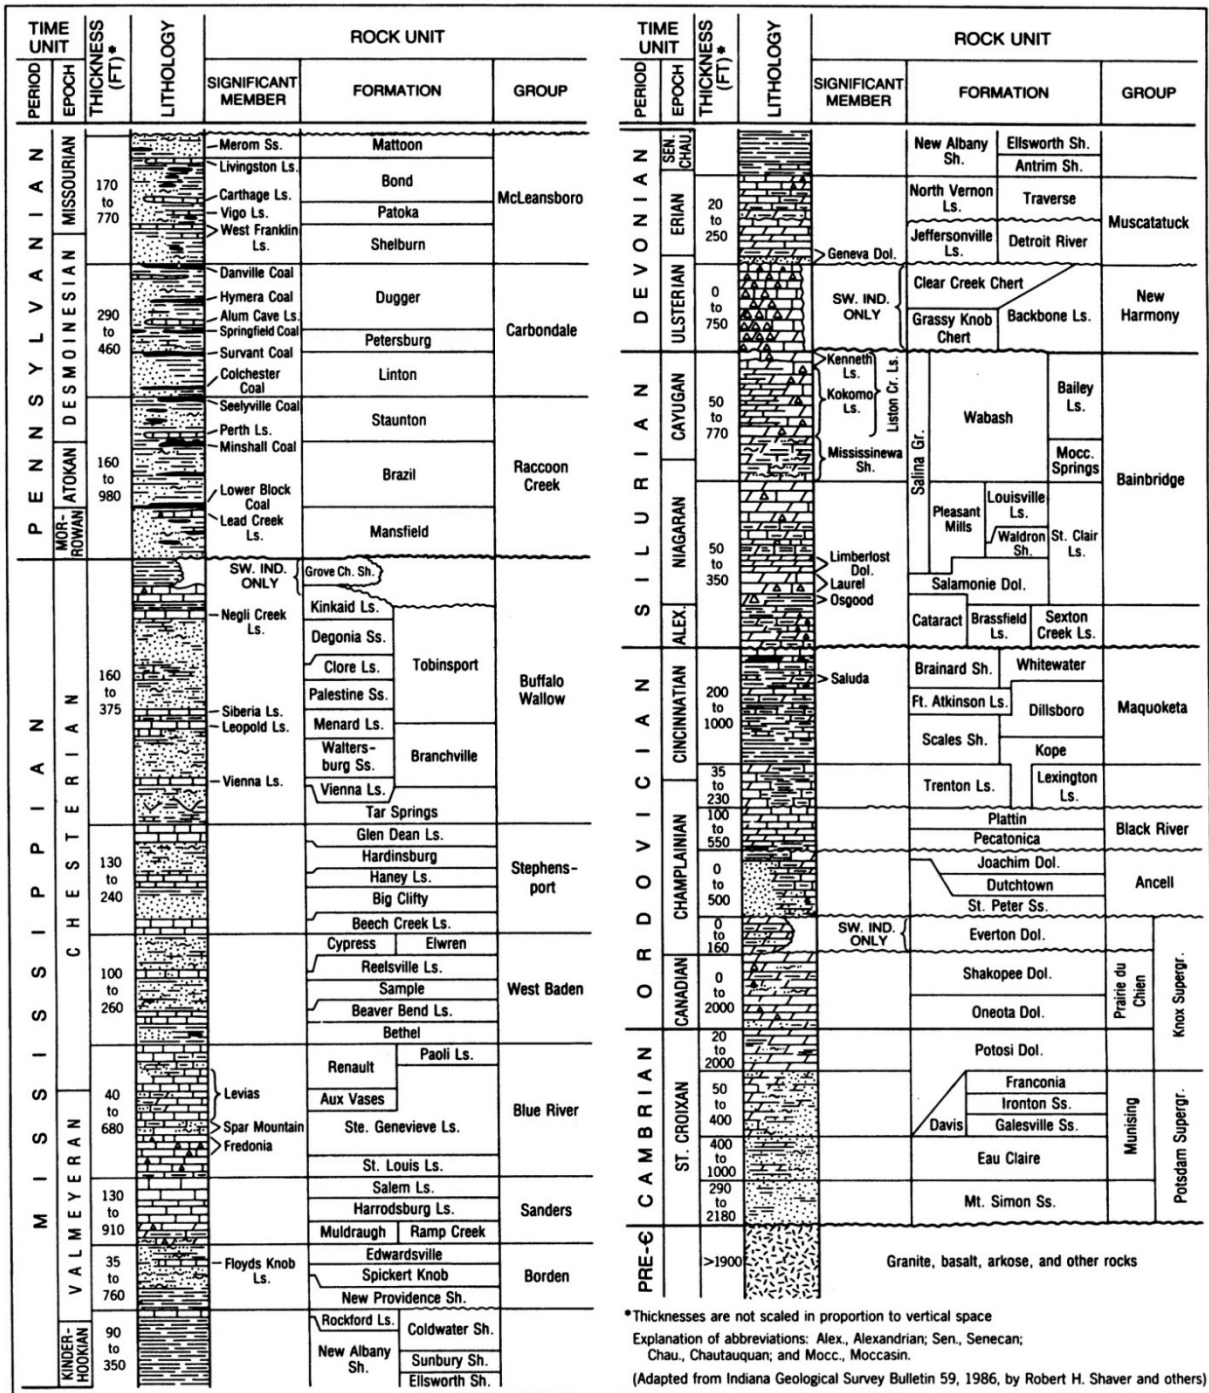 TIME UNIT
THICKNESS (FT) *
LITHOLOGY
ROCK UNIT
PERIOD
EPOCH
SIGNIFICANT MEMBER
FORMATION
GROUP
PENNSYLVANIAN
MISSOURIAN
DESMOINESIAN
ATOKAN
MOR-
ROWAN
170
to
770
Merom Ss.
Livingston Ls.
Carthage Ls.
Vigo Ls.
West Franklin
Ls.
Mattoon
Bond
Patoka
Shelburn
McLeansboro
290
to
460
Danville Coal
Hymera Coal
Alum Cave Ls.
Springfield Coal
Survant Coal
Colchester
Coal
Dugger
Petersburg
Linton
Carbondale
160
to
980
Seelyville Coal
Perth Ls.
Minshall Coal
Lower Block
Coal
Lead Creek
Ls.
Staunton
Brazil
Mansfield
Raccoon
Creek
MISSISSIPPIAN
CHESTERIAN
VALMEYERAN
KINDER-
HOOKIAN
160
to
375
SW. IND.
ONLY
Negli Creek
Ls.
Siberia Ls.
Leopold Ls.
Vienna Ls.
Grove Ch. Sh.
Kinkaid Ls.
Degonia Ss.
Clore Ls.
Palestine Ss.
Menard Ls.
Walters-
burg Ss.
Vienna Ls.
Tobinsport
Branchville
Tar Springs
Buffalo
Wallow
130
to
240
Glen Dean Ls.
Hardinsburg
Haney Ls.
Big Clifty
Beech Creek Ls.
Stephens-
port
100
to
260
Cypress
Elwren
Reelsville Ls.
Sample
Beaver Bend Ls.
Bethel
West Baden
40
to
680
Levias
Spar Mountain
Fredonia
Renault
Paoli Ls.
Aux Vases
Ste. Genevieve Ls.
St. Louis Ls.
Blue River
130
to
910
Salem Ls.
Harrodsburg Ls.
Muldraugh
Ramp Creek
Sanders
35
to
760
Floyds Knob
Ls.
Edwardsville
Spickert Knob
New Providence Sh.
Borden
90
to
350
Rockford Ls.
New Albany
Sh.
Coldwater Sh.
Sunbury Sh.
Ellsworth Sh.
TIME UNIT
THICKNESS (FT) *
LITHOLOGY
ROCK UNIT
PERIOD
EPOCH
SIGNIFICANT MEMBER
FORMATION
GROUP
DEVONIAN
SEN.
CHAU.
ERIAN
ULSTERIAN
20
to
250
Geneva Dol.
New Albany
Sh.
Ellsworth Sh.
Antrim Sh.
North Vernon
Ls.
Traverse
Jeffersonville
Ls.
Detroit River
Muscatatuck
0
to
750
SW. IND.
ONLY
Clear Creek Chert
Grassy Knob
Chert
Backbone Ls.
New
Harmony
SILURIAN
CAYUGAN
NIAGARAN
ALEX.
50
to
770
Kenneth
Ls.
Kokomo
Ls.
Liston Cr. Ls.
Mississinewa
Sh.
Salina Gr.
Wabash
Bailey
Ls.
Mocc.
Springs
Bainbridge
50
to
350
Limberlost
Dol.
Laurel
Osgood
Pleasant
Mills
Louisville
Ls.
Waldron
Sh.
St. Clair
Ls.
Salamonie Dol.
Cataract
Brassfield
Ls.
Sexton
Creek Ls.
ORDOVICIAN
CINCINNATIAN
CHAMPLAINIAN
CANADIAN
200
to
1000
Saluda
Brainard Sh.
Whitewater
Ft. Atkinson Ls.
Dillsboro
Scales Sh.
Kope
Maquoketa
35
to
230
Trenton Ls.
Lexington
Ls.
100
to
550
Plattin
Pecatonica
Black River
0
to
500
Joachim Dol.
Dutchtown
St. Peter Ss.
Ancell
0
to
160
SW. IND.
ONLY
Everton Dol.
0
to
2000
Shakopee Dol.
Oneota Dol.
Prairie du
Chien
Knox Supergr.
CAMBRIAN
ST. CROIXAN
20
to
2000
Potosi Dol.
50
to
400
Franconia
Ironton Ss.
Davis
Galesville Ss.
400
to
1000
Eau Claire
Munising
290
to
2180
Mt. Simon Ss.
Potsdam Supergr.
PRE-Ꞓ
>1900
Granite, basalt, arkose, and other rocks
*Thicknesses are not scaled in proportion to vertical space
Explanation of abbreviations: Alex., Alexandrian; Sen., Senecan;
Chau., Chautauquan; and Mocc., Moccasin.
(Adapted from Indiana Geological Survey Bulletin 59, 1986, by Robert H. Shaver and others)